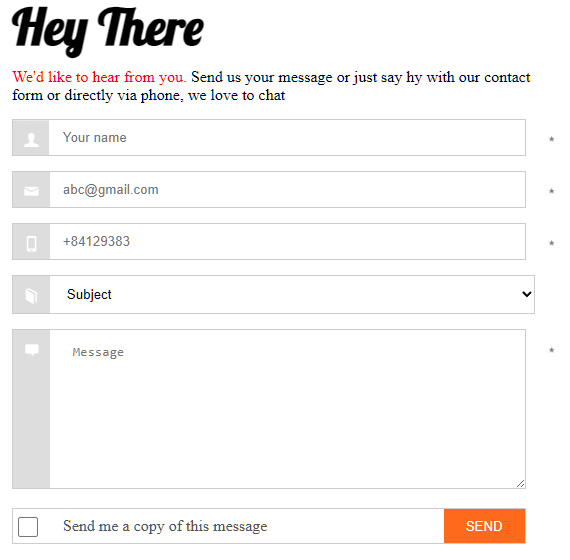 Hey There
We'd like to hear from you. Send us your message or just say hy with our contact
form or directly via phone, we love to chat
Your name *
abc@gmail.com *
+84129383 *
Subject
Message *
Send me a copy of this message SEND